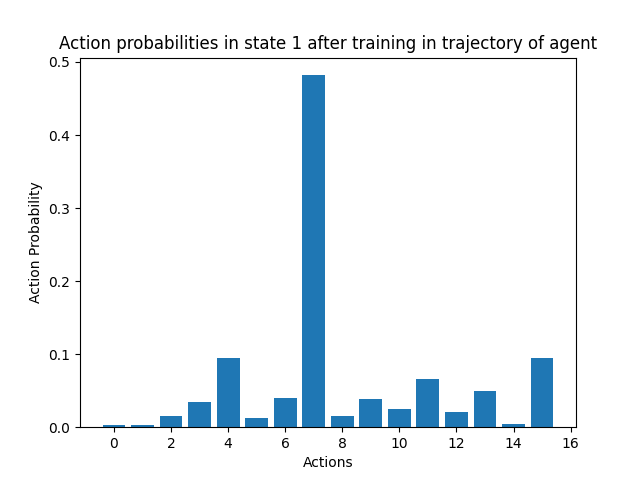 Action probabilities in state 1 after training in trajectory of agent
0.5
0.4
0.3
0.2
0.1
0.0
Action Probability
0 2 4 6 8 10 12 14 16
Actions